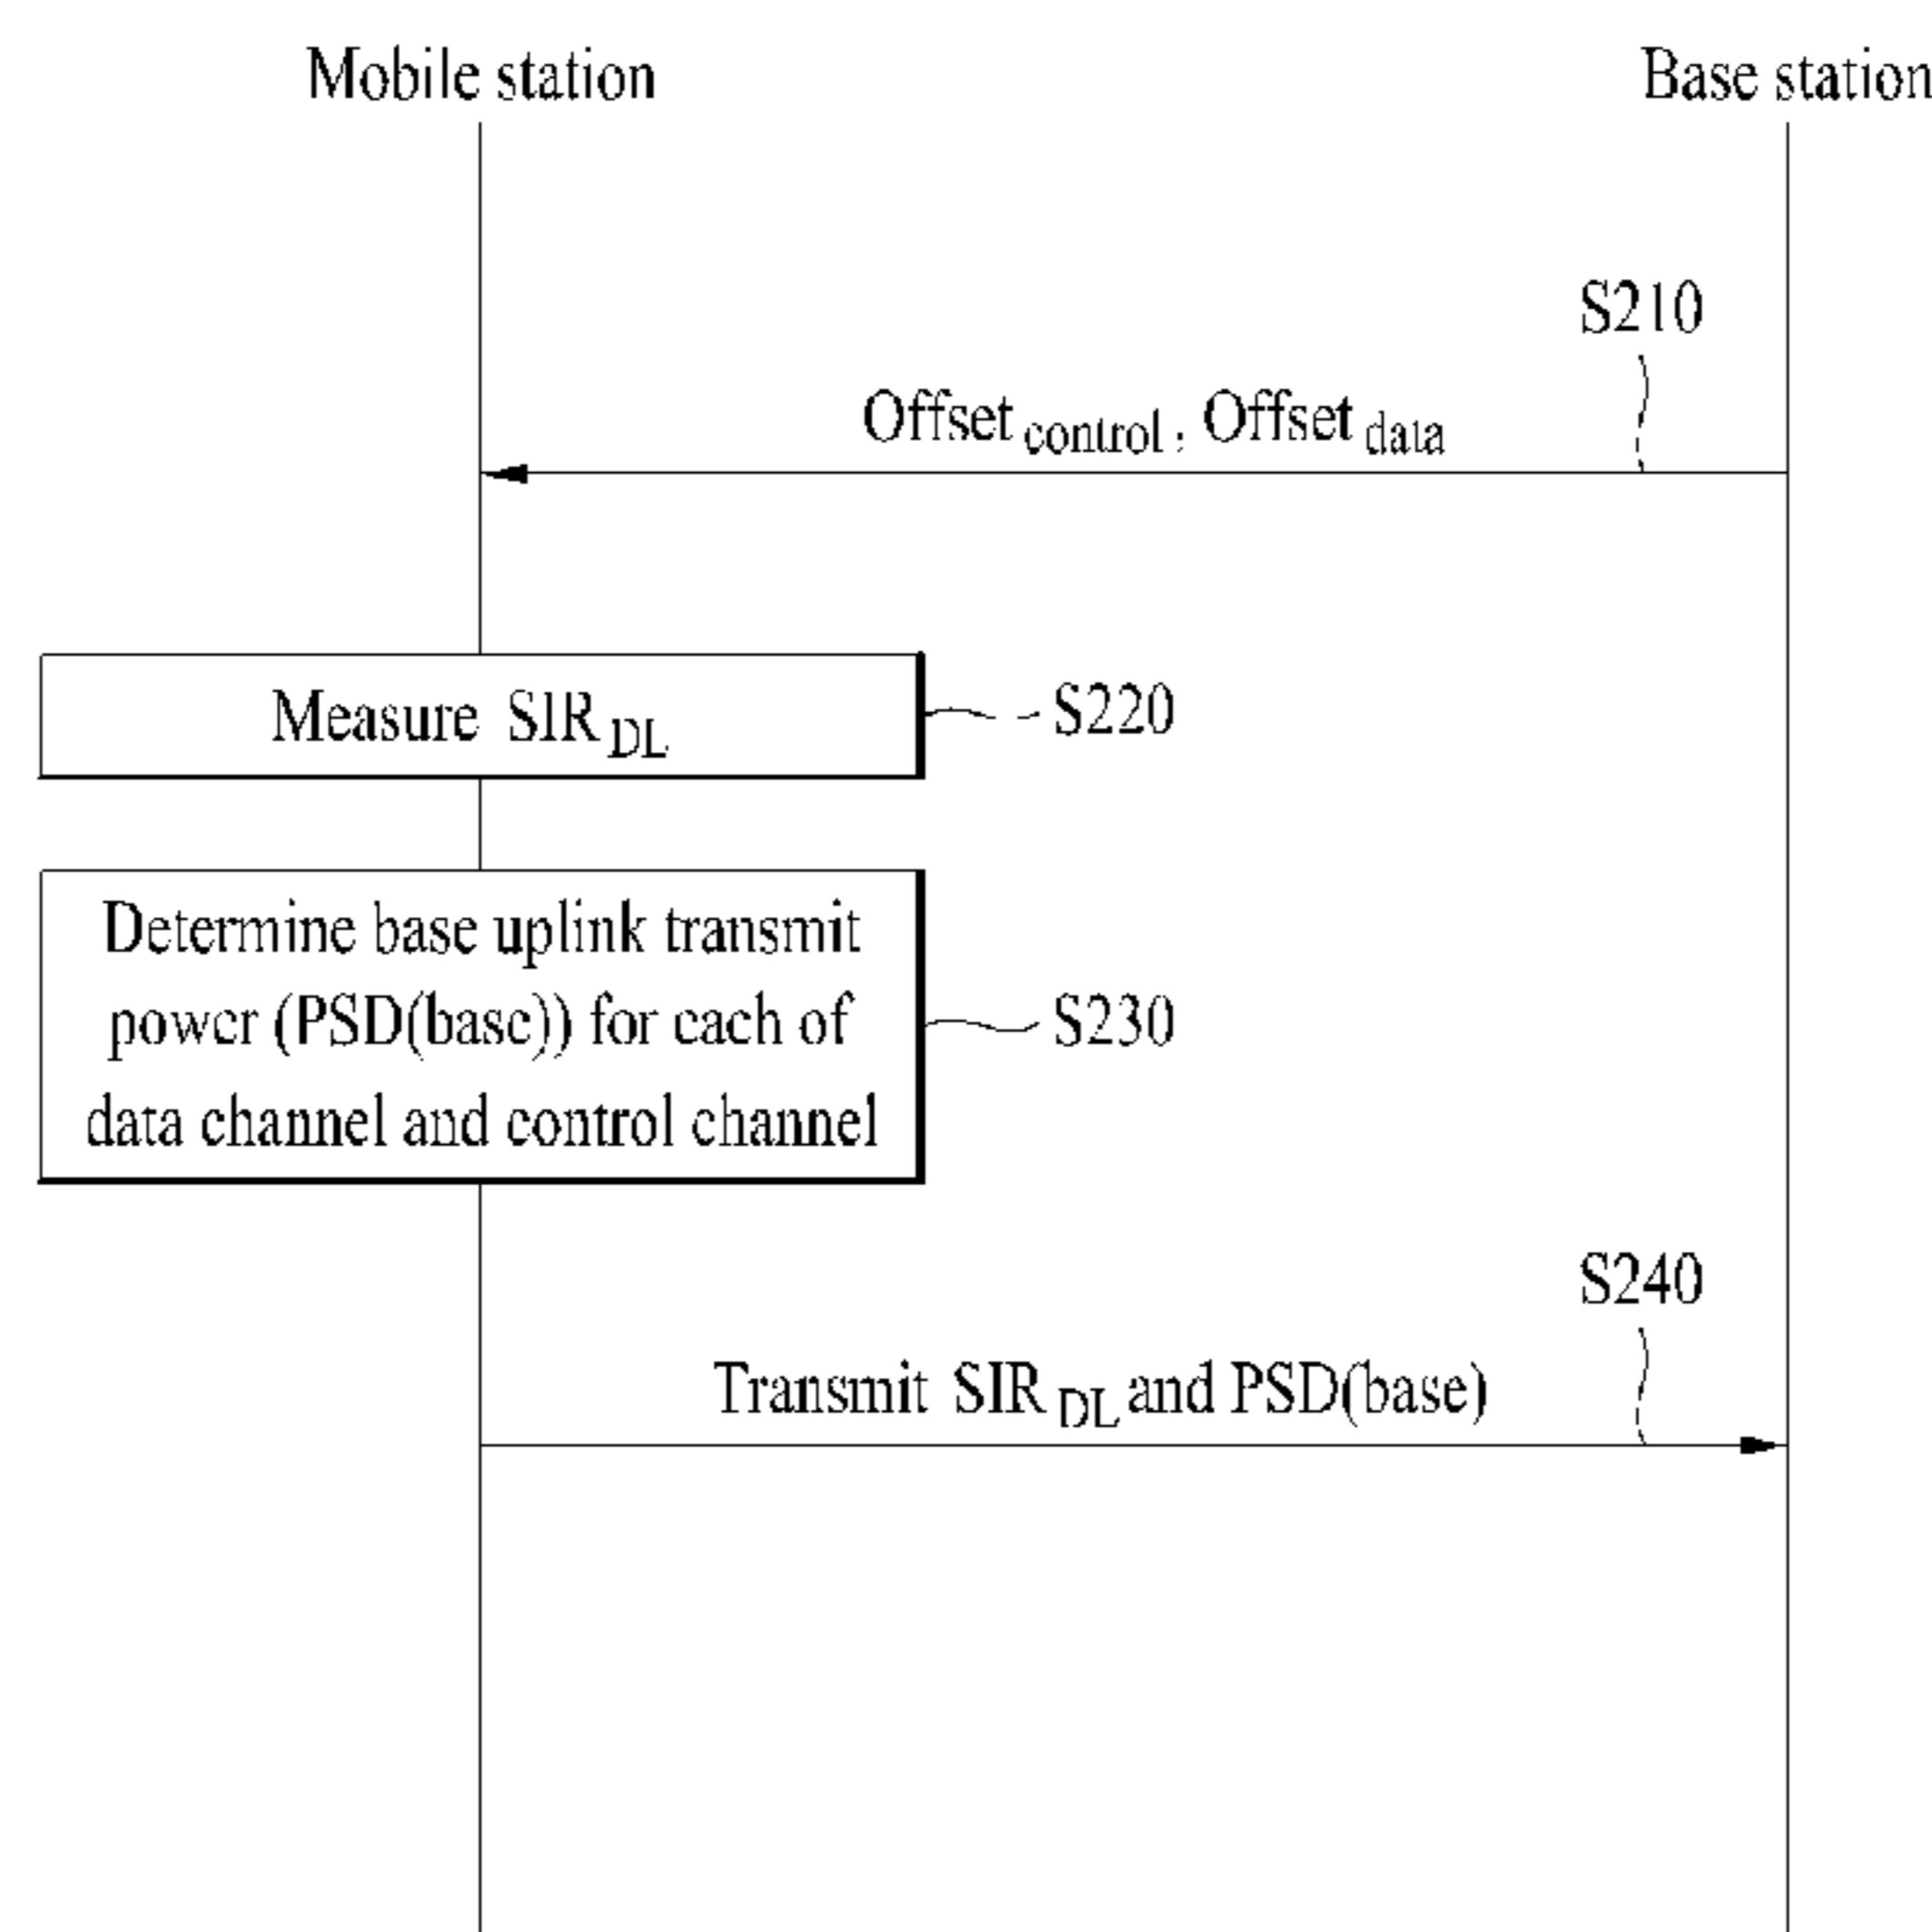 Mobile station
Base station
S210
Offset control, Offset data
Measure SIR DL
S220
Determine base uplink transmit
power (PSD(base)) for each of
data channel and control channel
S230
S240
Transmit SIR DL and PSD(base)